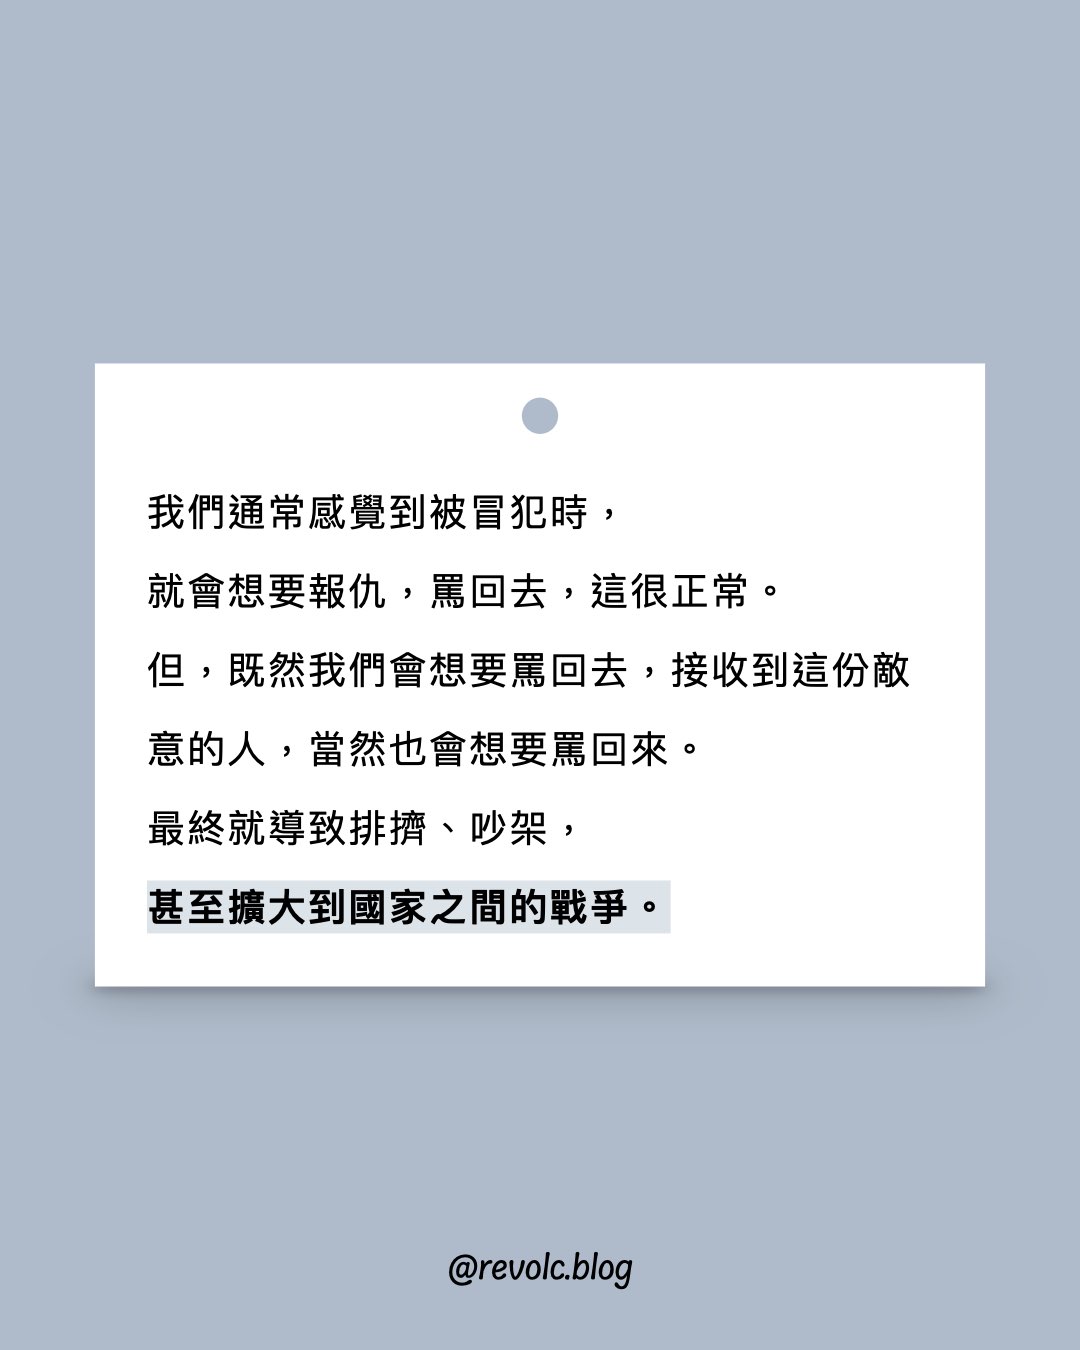 我們通常感覺到被冒犯時，
就會想要報仇，罵回去，這很正常。
但，既然我們會想要罵回去，接收到這份敵
意的人，當然也會想要罵回來。
最終就導致排擠、吵架，
甚至擴大到國家之間的戰爭。
@revolc.blog